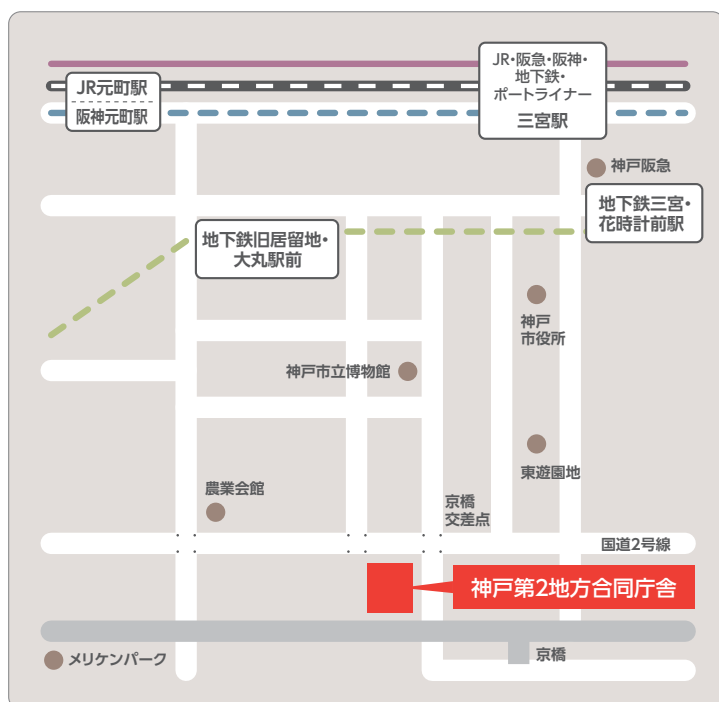 JR・阪急・阪神・
地下鉄・
ポートライナー
三宮駅
JR元町駅
阪神元町駅
神戸阪急
地下鉄三宮・
花時計前駅
地下鉄旧居留地・
大丸駅前
神戸
市役所
神戸市立博物館
東遊園地
農業会館
京橋
交差点
国道2号線
神戸第2地方合同庁舎
メリケンパーク
京橋